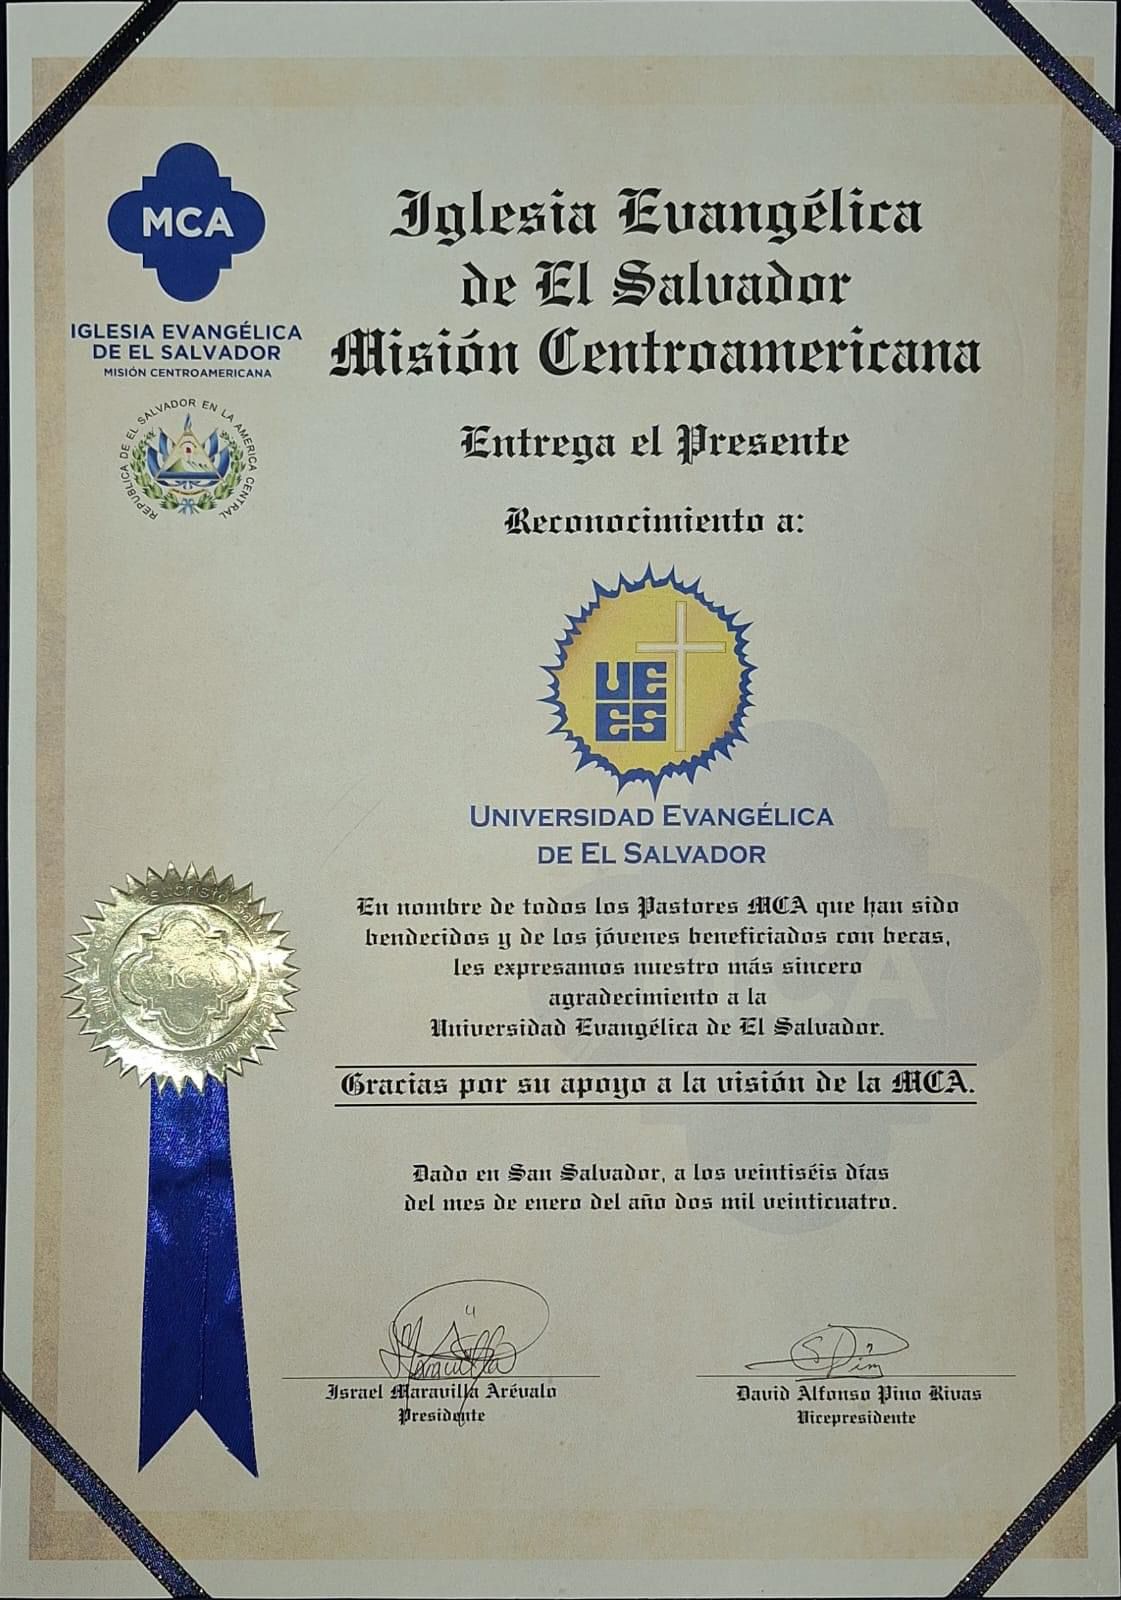 MCA
IGLESIA EVANGÉLICA
DE EL SALVADOR
MISIÓN CENTROAMERICANA
REPUBLICA DE EL SALVADOR EN LA AMERICA CENTRAL
Iglesia Evangélica
de El Salvador
Misión Centroamericana
Entrega el Presente
Reconocimiento a:
UE
ES
UNIVERSIDAD EVANGÉLICA
DE EL SALVADOR
En nombre de todos los Pastores MCA que han sido
bendecidos y de los jóvenes beneficiados con becas,
les expresamos nuestro más sincero
agradecimiento a la
Universidad Evangélica de El Salvador.
Gracias por su apoyo a la visión de la MCA.
Dado en San Salvador, a los veintiséis días
del mes de enero del año dos mil veinticuatro.
Israel Maravilla Arévalo
Presidente
David Alfonso Pino Rivas
Vicepresidente